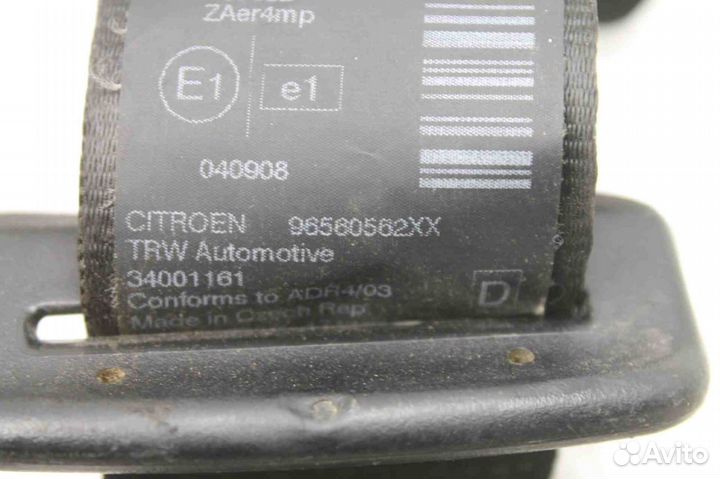 ZAer4mp
E1 e1
040908
CITROEN 96560562XX
TRW Automotive
34001161
Conforms to ADR4/03 D
Made in Czech Rep
Avito